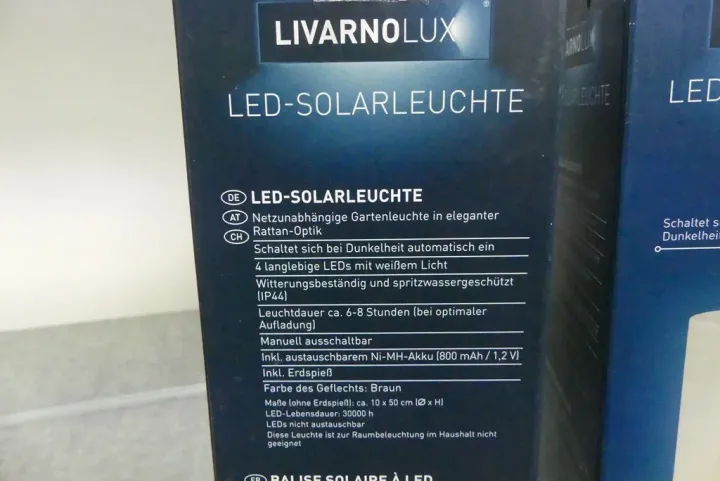 LIVARNOLUX
LED-SOLARLEUCHTE
DE LED-SOLARLEUCHTE
AT Netzunabhängige Gartenleuchte in eleganter
CH Rattan-Optik
Schaltet sich bei Dunkelheit automatisch ein
4 langlebige LEDs mit weißem Licht
Witterungsbeständig und spritzwassergeschützt
(IP44)
Leuchtdauer ca. 6-8 Stunden (bei optimaler
Aufladung)
Manuell ausschaltbar
Inkl. austauschbarem Ni-MH-Akku (800 mAh / 1,2 V)
Inkl. Erdspieß
Farbe des Geflechts: Braun
Maße (ohne Erdspieß): ca. 10 x 50 cm (Ø x H)
LED-Lebensdauer: 30000 h
LEDs nicht austauschbar
Diese Leuchte ist zur Raumbeleuchtung im Haushalt nicht
geeignet
FR BALISE SOLAIRE À LED
LIVARNOLUX
LED-SOLARLEUCHTE
LED
Schaltet s
Dunkelheit